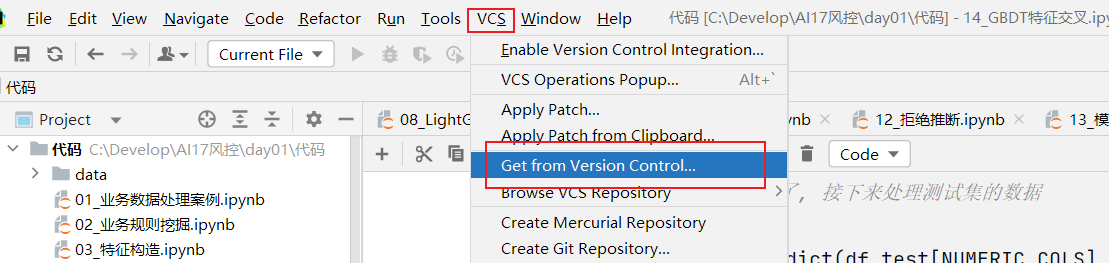 File Edit View Navigate Code Refactor Run Tools VCS Window Help 代码 [C:\Develop\AI17风控\day01\代码] - 14_GBDT特征交叉.ip
Current File
Enable Version Control Integration...
VCS Operations Popup... Alt+`
代码
Project
08_LightG
Apply Patch...
nb
12_拒绝推断.ipynb
13_模
代码 C:\Develop\AI17风控\day01\代码
Apply Patch from Clipboard...
data
Get from Version Control...
Code
01_业务数据处理案例.ipynb
Browse VCS Repository
, 接下来处理测试集的数据
02_业务规则挖掘.ipynb
Create Mercurial Repository
03_特征构造.ipynb
Create Git Repository...
dict(df_test[NUMERIC_COLS]